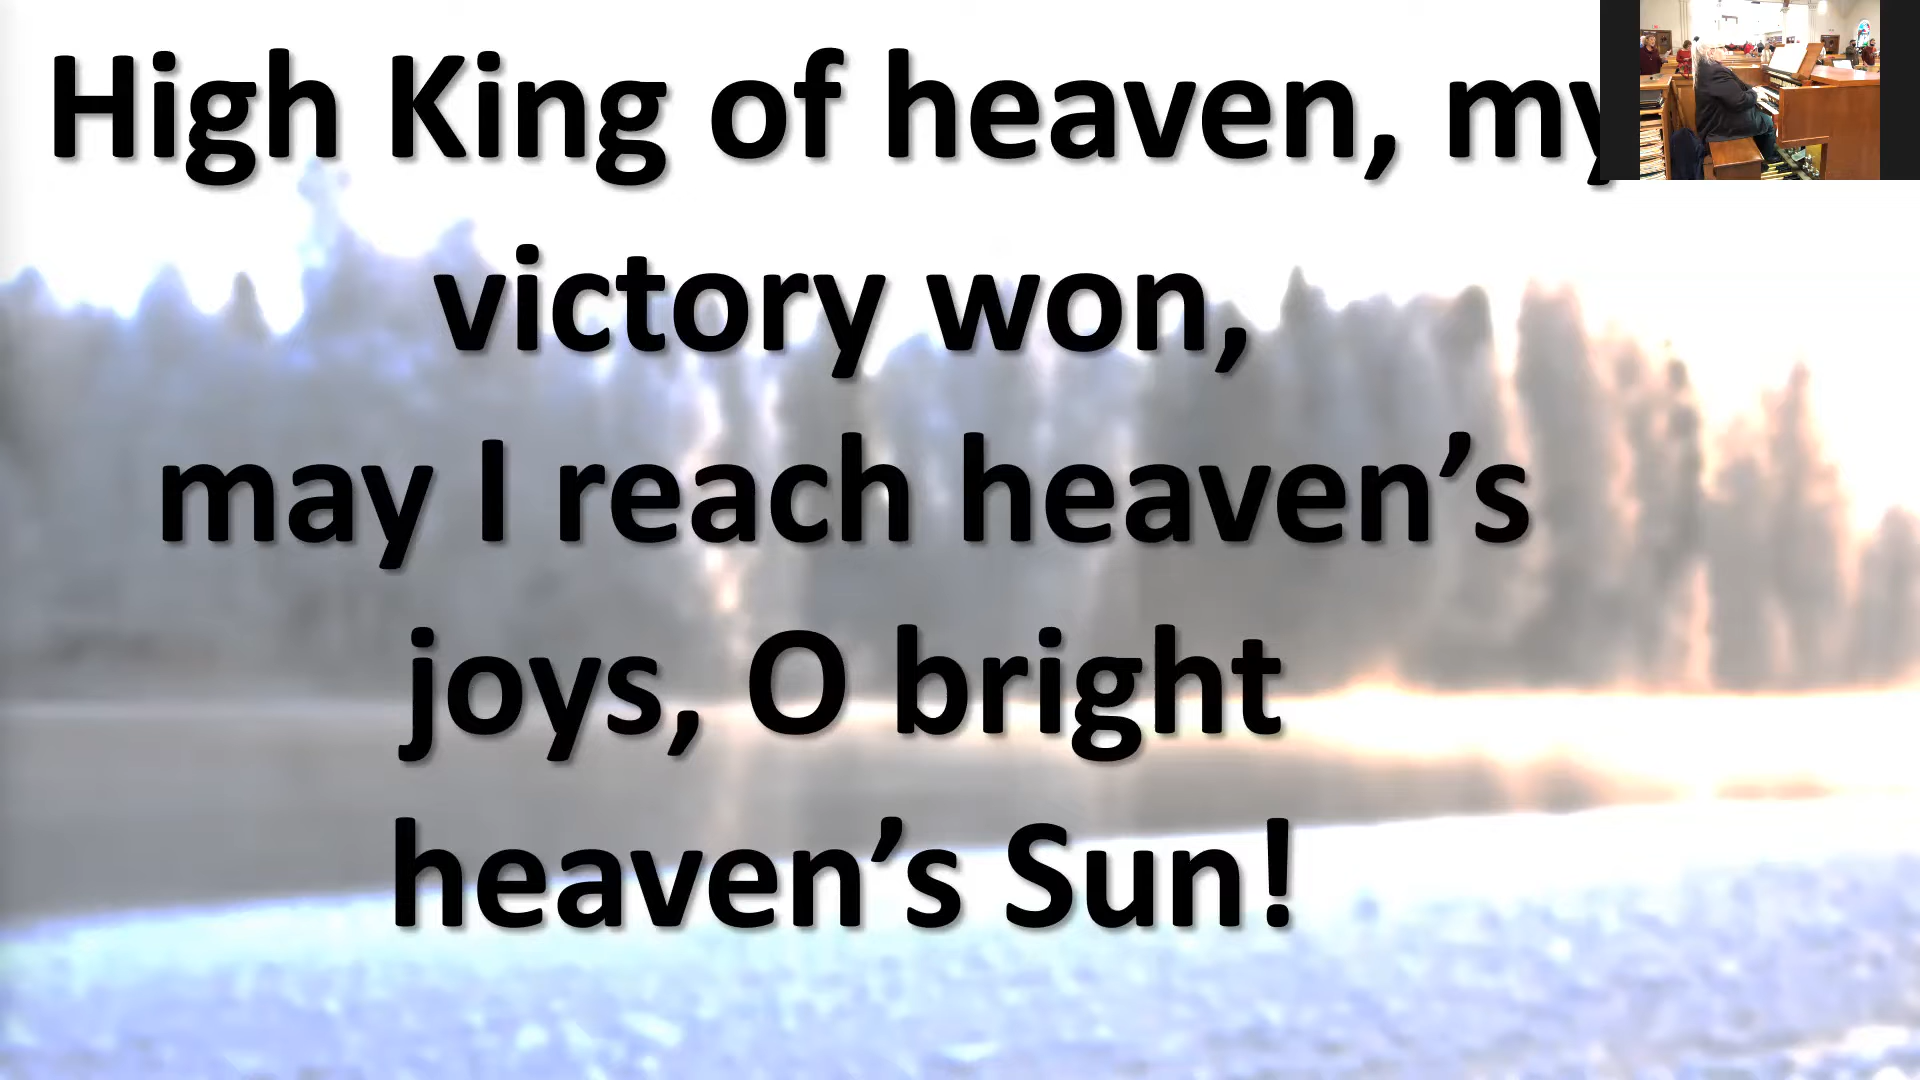 High King of heaven, my
victory won,
may I reach heaven’s
joys, O bright
heaven’s Sun!